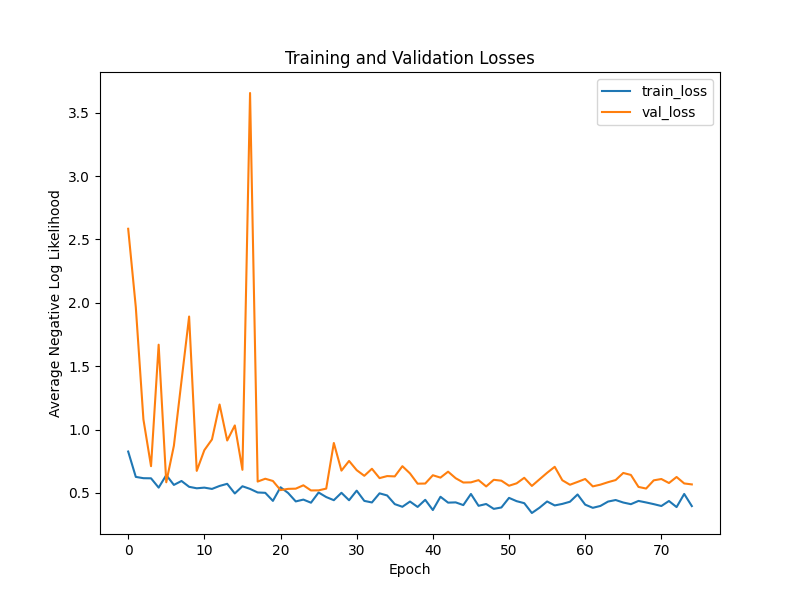 Training and Validation Losses
train_loss
val_loss
Average Negative Log Likelihood
3.5
3.0
2.5
2.0
1.5
1.0
0.5
0 10 20 30 40 50 60 70
Epoch